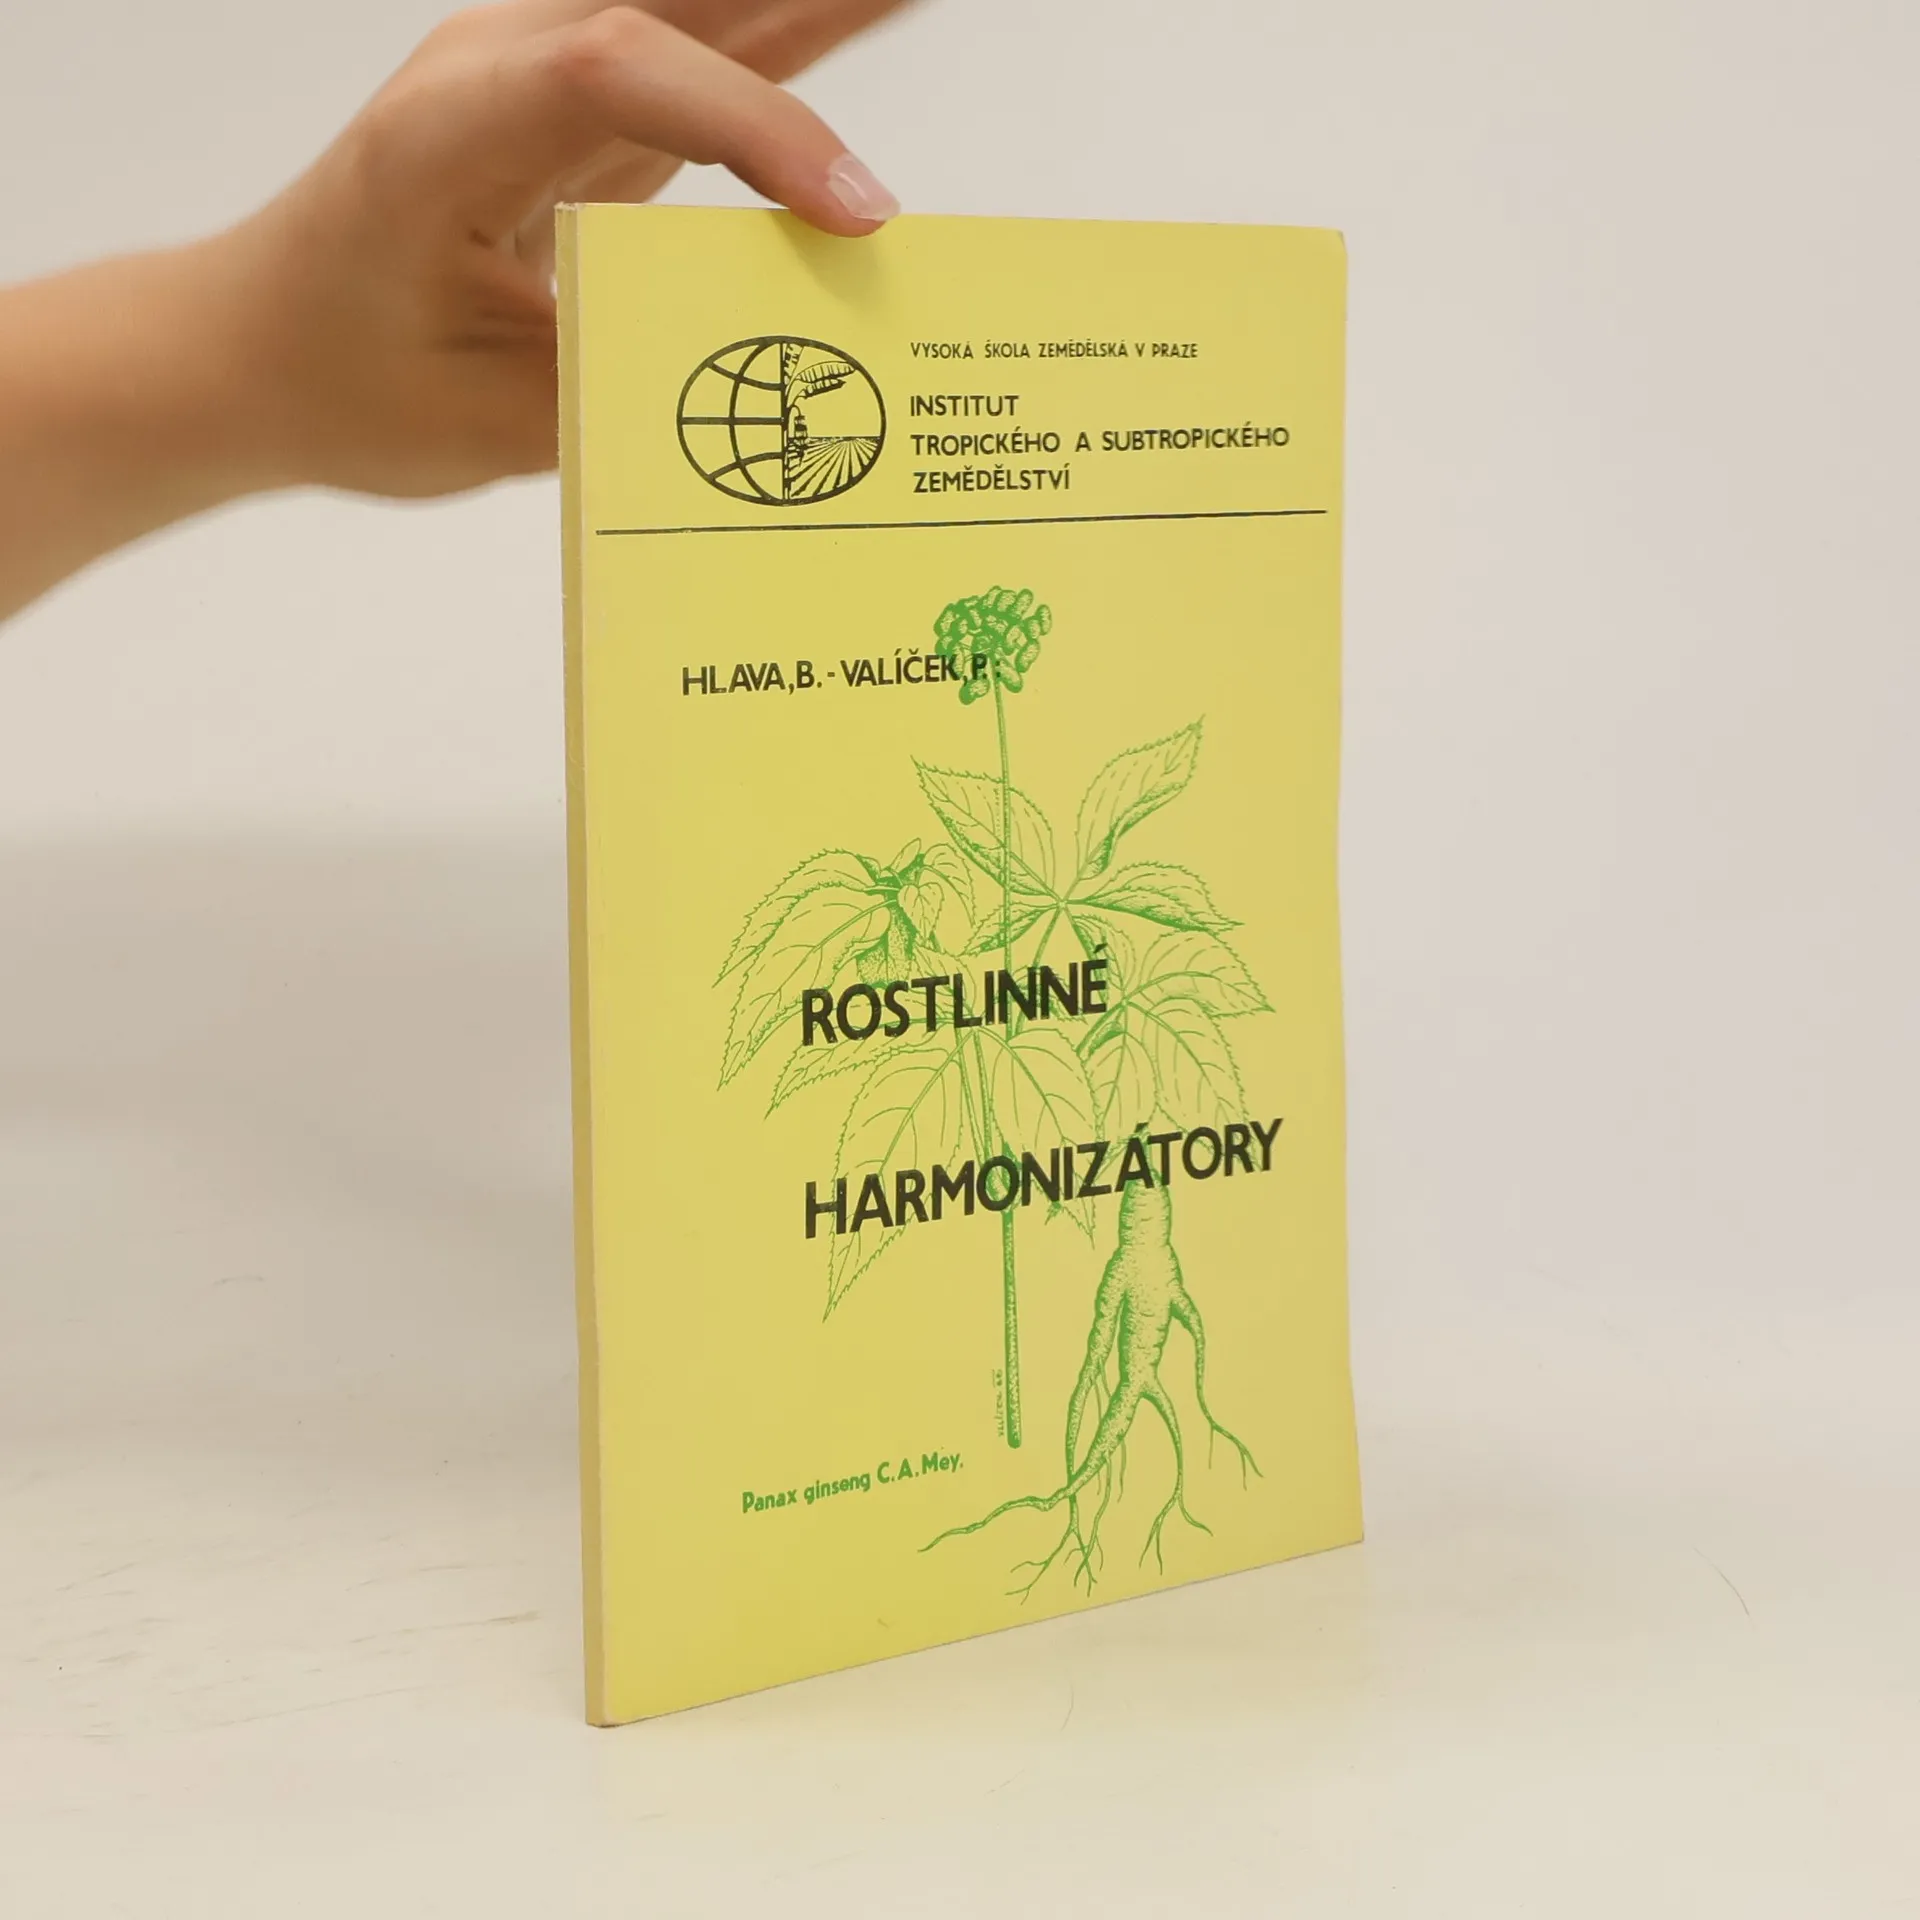 VYSOKÁ ŠKOLA ZEMĚDĚLSKÁ V PRAZE
INSTITUT
TROPICKÉHO A SUBTROPICKÉHO
ZEMĚDĚLSTVÍ
HLAVA, B. - VALÍČEK, P. :
ROSTLINNÉ
HARMONIZÁTORY
Panax ginseng C. A. Mey.